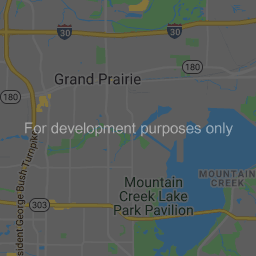 30
30
180
Grand Prairie
180
For development purposes only
MOUNTAIN
CREEK
Mountain
Creek Lake
Park Pavilion
303
sident George Bush Turnpike